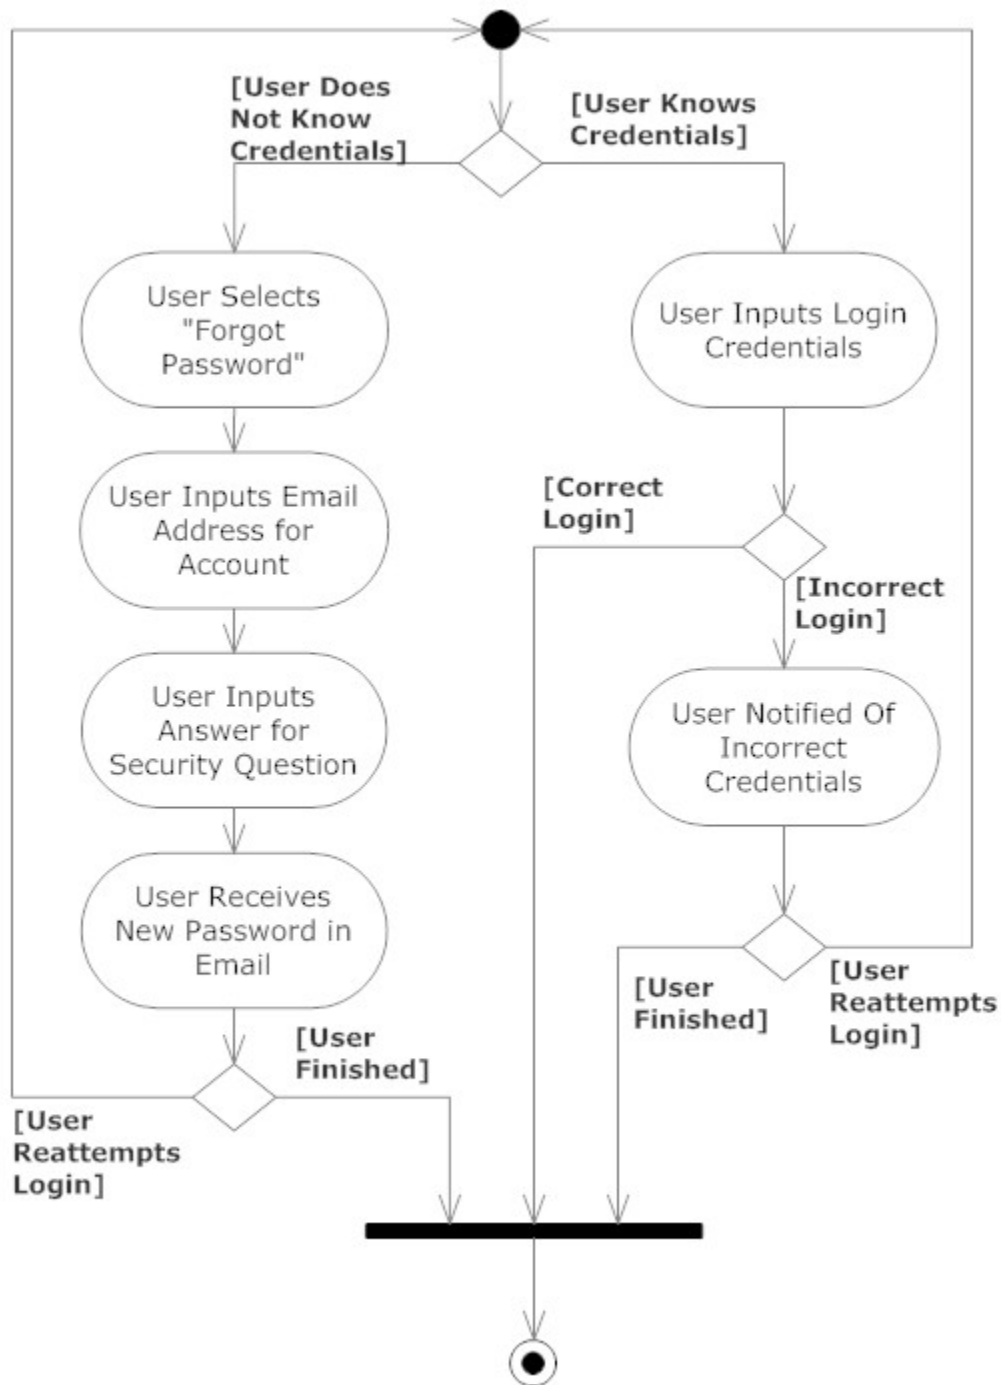 [User Does
Not Know
Credentials]
[User Knows
Credentials]
User Selects
"Forgot
Password"
User Inputs Login
Credentials
User Inputs Email
Address for
Account
[Correct
Login]
[Incorrect
Login]
User Inputs
Answer for
Security Question
User Notified Of
Incorrect
Credentials
User Receives
New Password in
Email
[User
Finished]
[User
Reattempts
Login]
[User
Finished]
[User
Reattempts
Login]